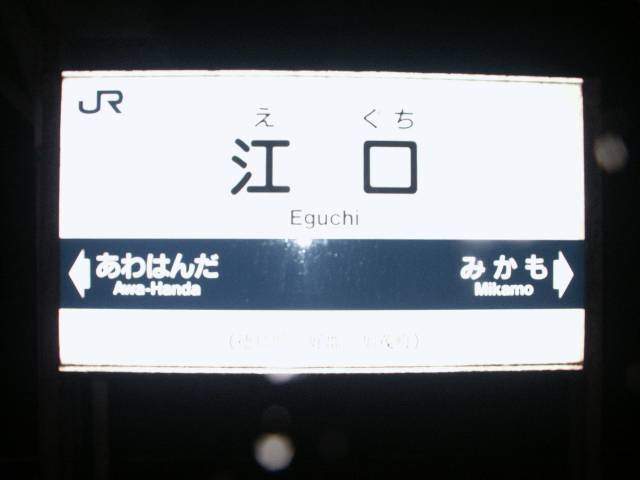 JR
え ぐち
江 口
Eguchi
あわはんだ みかも
Awa-Handa Mikamo